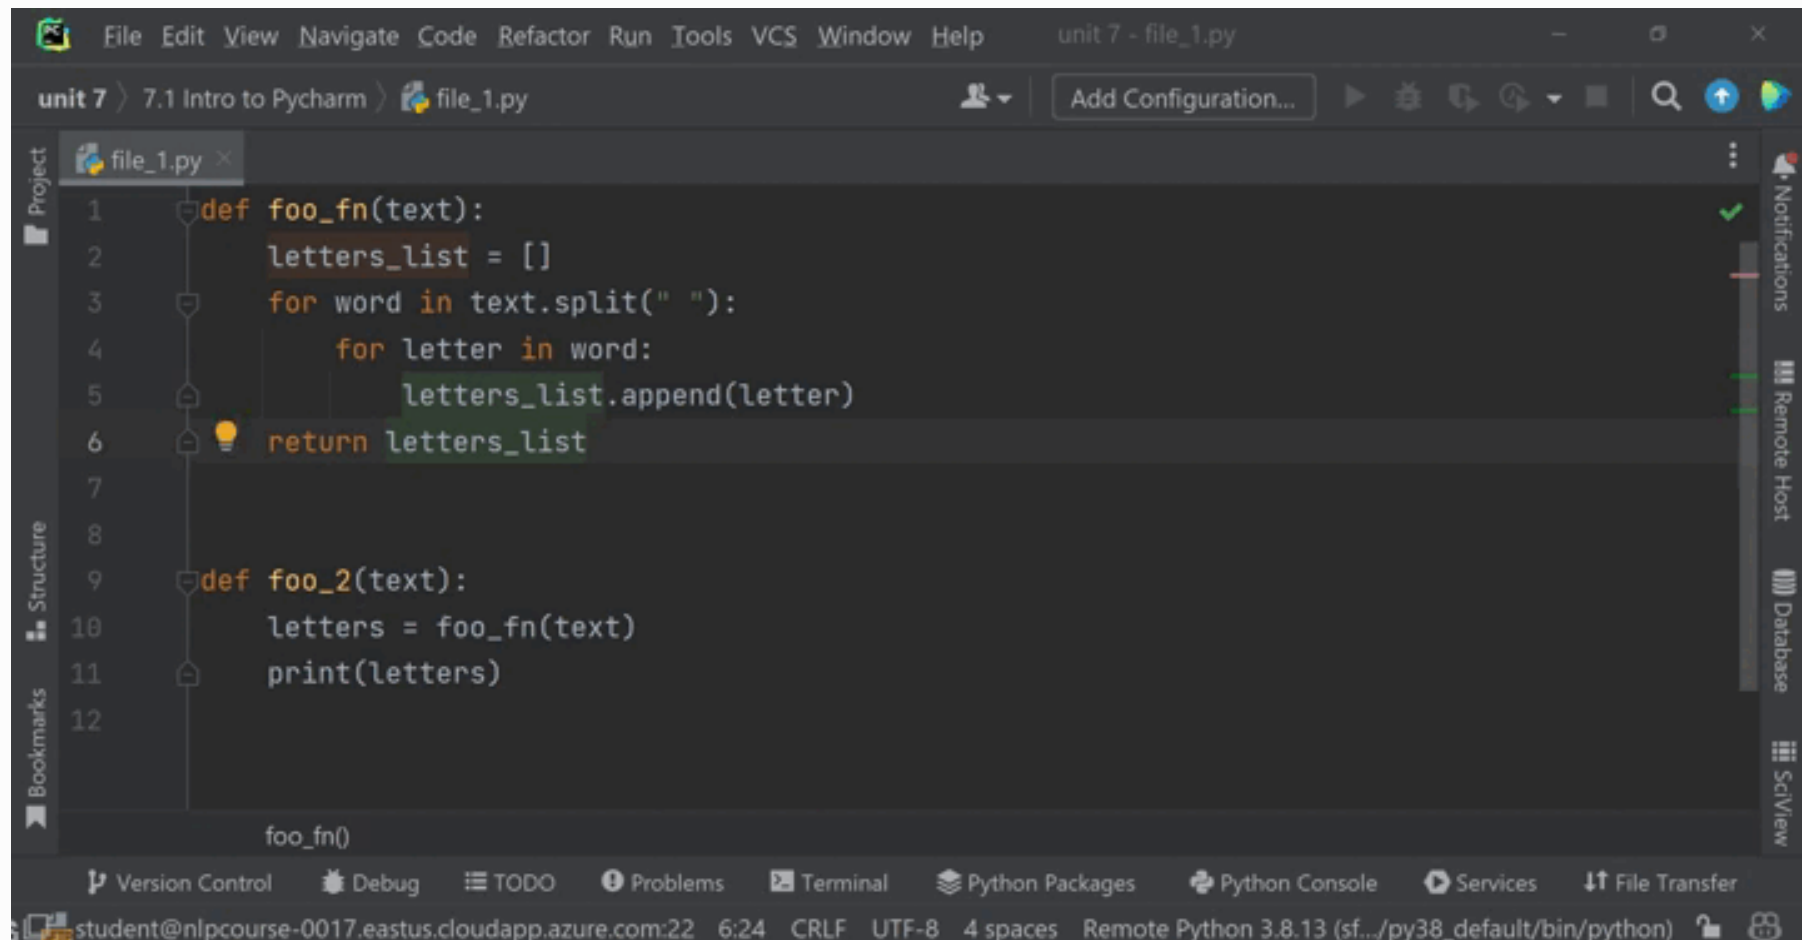 PC File Edit View Navigate Code Refactor Run Tools VCS Window Help unit 7 - file_1.py
unit 7 〉 7.1 Intro to Pycharm 〉 file_1.py Add Configuration...
file_1.py
1 def foo_fn(text):
2 letters_list = []
3 for word in text.split(" "):
4 for letter in word:
5 letters_list.append(letter)
6 return letters_list
7
8
9 def foo_2(text):
10 letters = foo_fn(text)
11 print(letters)
12
foo_fn()
Project
Structure
Bookmarks
Notifications
Remote Host
Database
SciView
Version Control Debug TODO Problems Terminal Python Packages Python Console Services File Transfer
student@nlpcourse-0017.eastus.cloudapp.azure.com:22 6:24 CRLF UTF-8 4 spaces Remote Python 3.8.13 (sf.../py38_default/bin/python)